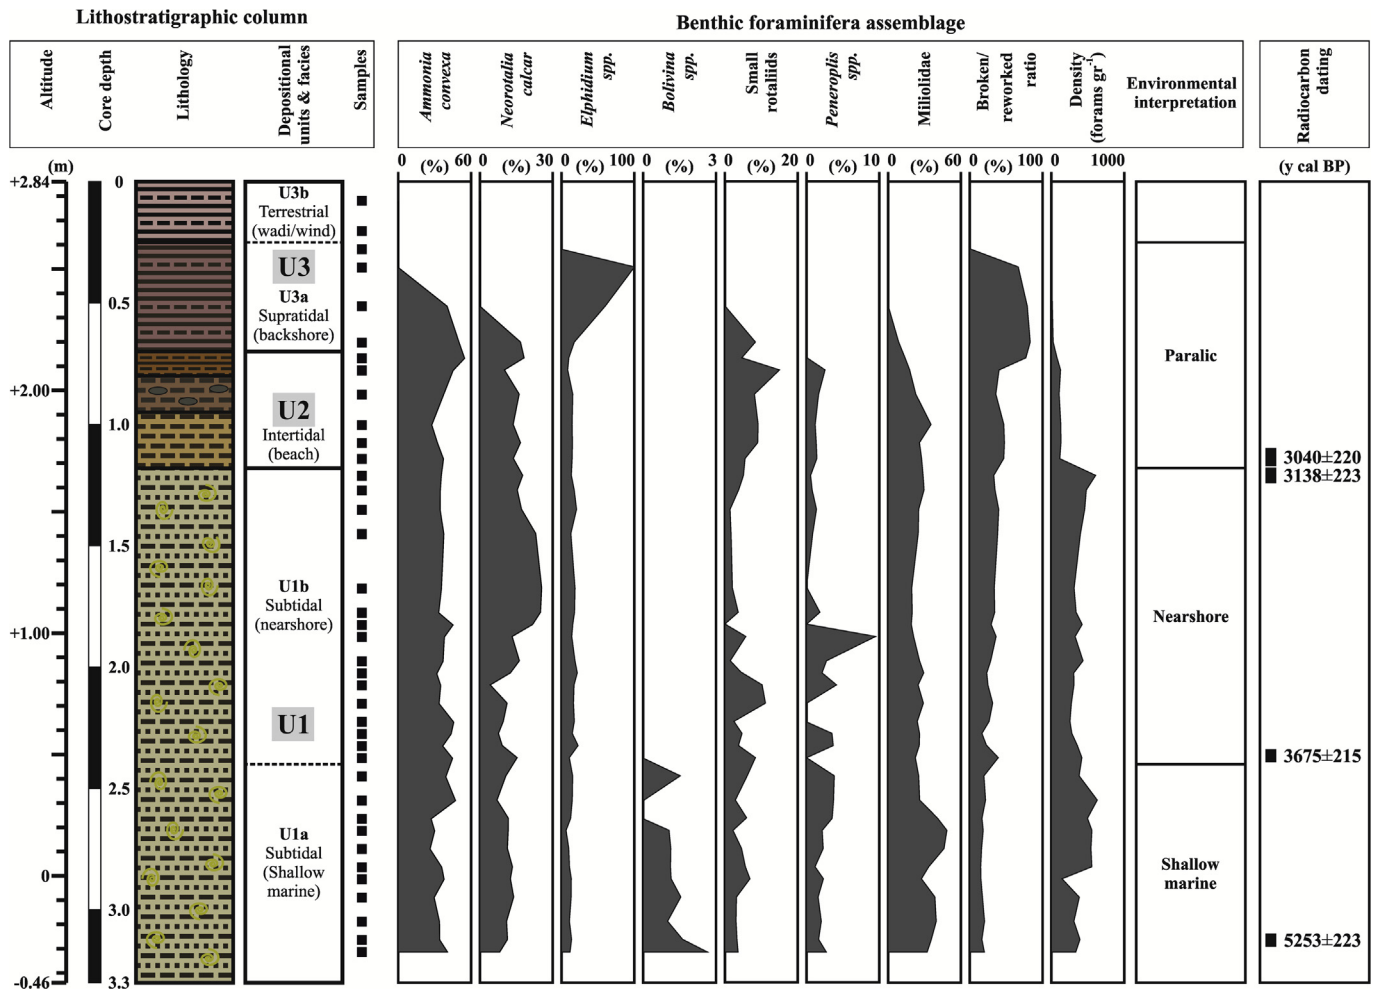 Lithostratigraphic column
Benthic foraminifera assemblage
Altitude
Core depth
Lithology
Depositional
units & facies
Samples
Ammonia
convexa
Neorotalia
calcar
Elphidium
spp.
Bolivina
spp.
Small
rotaliids
Peneroplis
spp.
Miliolidae
Broken/
reworked
ratio
Density
(forams gr⁻¹)
Environmental
interpretation
Radiocarbon
dating
(m)
0 (%) 60
0 (%) 30
0 (%) 100
0 (%) 3
0 (%) 20
0 (%) 10
0 (%) 60
0 (%) 100
0 1000
(y cal BP)
+2.84
+2.00
+1.00
0
-0.46
0
0.5
1.0
1.5
2.0
2.5
3.0
3.3
U3b
Terrestrial
(wadi/wind)
U3
U3a
Supratidal
(backshore)
U2
Intertidal
(beach)
U1b
Subtidal
(nearshore)
U1
U1a
Subtidal
(Shallow
marine)
Paralic
Nearshore
Shallow
marine
3040±220
3138±223
3675±215
5253±223